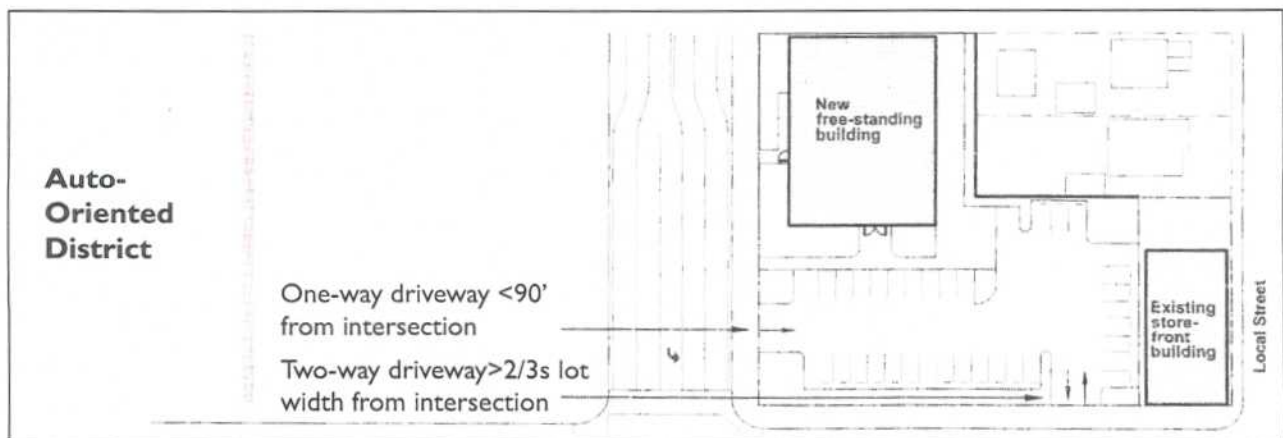 Auto-
Oriented
District
New
free-standing
building
One-way driveway <90'
from intersection
Two-way driveway>2/3s lot
width from intersection
Existing
store-
front
building
Local Street